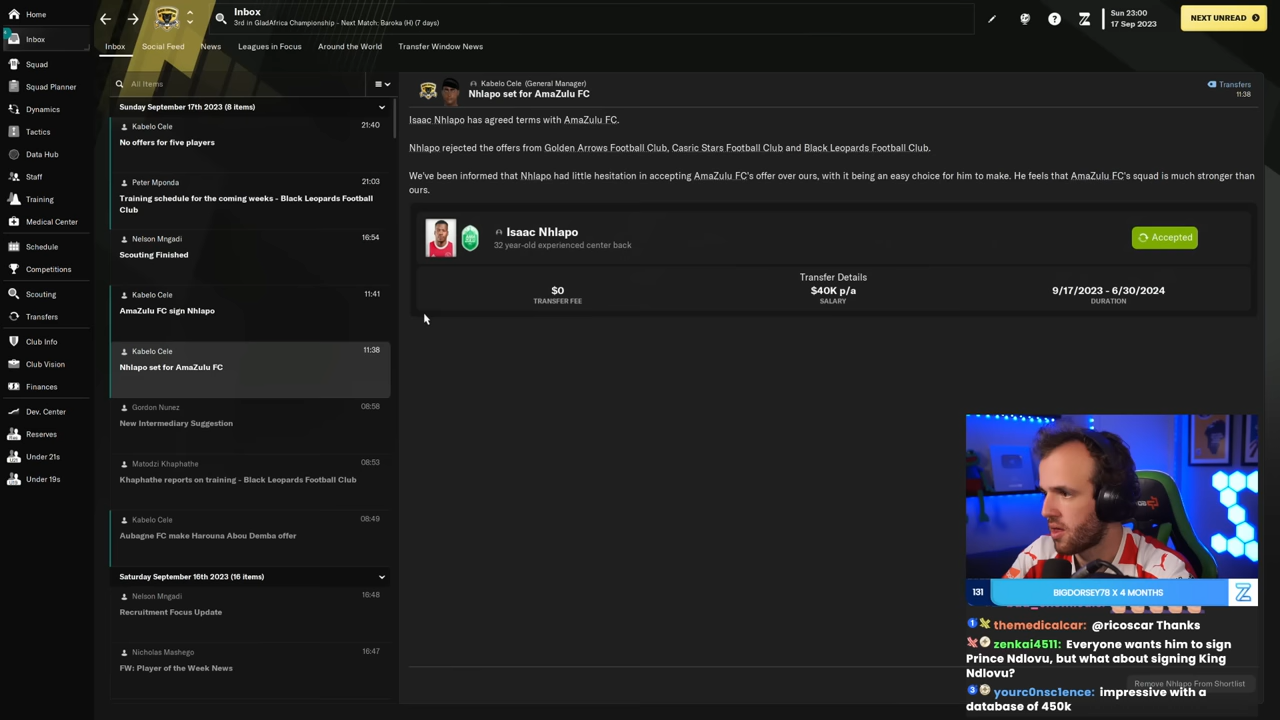 Home
Inbox
Squad
Squad Planner
Dynamics
Tactics
Data Hub
Staff
Training
Medical Center
Schedule
Competitions
Scouting
Transfers
Club Info
Club Vision
Finances
Dev. Center
Reserves
Under 21s
Under 19s
Inbox
3rd in GladAfrica Championship - Next Match: Baroka (H) (7 days)
Sun 23:00
17 Sep 2023
NEXT UNREAD
Inbox
Social Feed
News
Leagues in Focus
Around the World
Transfer Window News
All Items
Sunday September 17th 2023 (8 items)
Kabelo Cele 21:40
No offers for five players
Peter Mponda 21:03
Training schedule for the coming weeks - Black Leopards Football
Club
Nelson Mngadi 16:54
Scouting Finished
Kabelo Cele 11:41
AmaZulu FC sign Nhlapo
Kabelo Cele 11:38
Nhlapo set for AmaZulu FC
Gordon Nunez 08:58
New Intermediary Suggestion
Matodzi Khaphathe 08:53
Khaphathe reports on training - Black Leopards Football Club
Kabelo Cele 08:49
Aubagne FC make Harouna Abou Demba offer
Saturday September 16th 2023 (16 items)
Nelson Mngadi 16:48
Recruitment Focus Update
Nicholas Mashego 16:47
FW: Player of the Week News
Kabelo Cele (General Manager)
Nhlapo set for AmaZulu FC
Transfers
11:38
Isaac Nhlapo has agreed terms with AmaZulu FC.
Nhlapo rejected the offers from Golden Arrows Football Club, Casric Stars Football Club and Black Leopards Football Club.
We've been informed that Nhlapo had little hesitation in accepting AmaZulu FC's offer over ours, with it being an easy choice for him to make. He feels that AmaZulu FC's squad is much stronger than
ours.
Isaac Nhlapo
32 year-old experienced center back
Accepted
Transfer Details
$0
TRANSFER FEE
$40K p/a
SALARY
9/17/2023 - 6/30/2024
DURATION
131 BIGDORSEY78 X 4 MONTHS
themedicalcar: @ricoscar Thanks
zenkai4511: Everyone wants him to sign
Prince Ndlovu, but what about signing King
Ndlovu?
Remove Nhlapo From Shortlist
yourc0nsc1ence: impressive with a
database of 450k